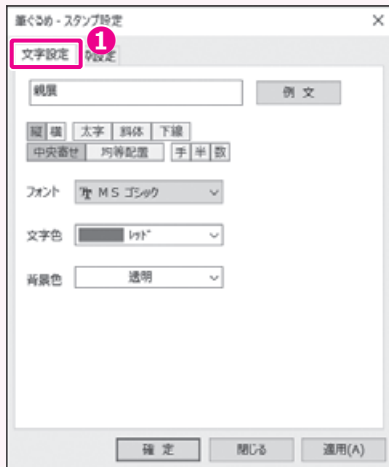 筆ぐるめ - スタンプ設定
文字設定 枠設定
1
親展 例 文
縦 横 太字 斜体 下線
中央寄せ 均等配置 手 半 数
フォント MS ゴシック
文字色 レッド
背景色 透明
確 定 閉じる 適用(A)